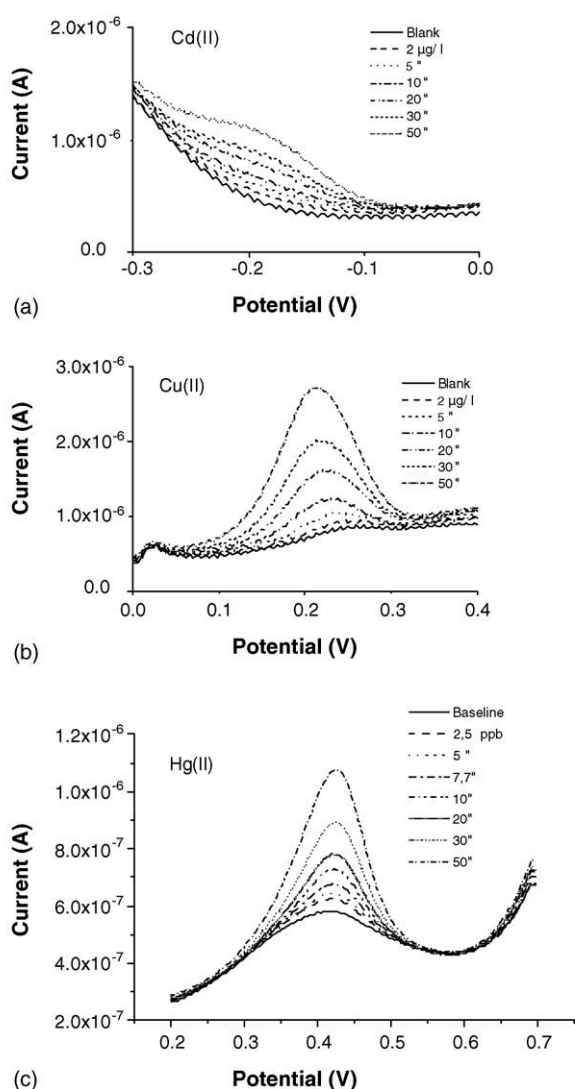 Cd(II)
Blank
2 µg/ l
5 "
10 "
20 "
30 "
50 "
2.0x10-6
1.0x10-6
0.0
Current (A)
-0.3 -0.2 -0.1 0.0
Potential (V)
(a)
Cu(II)
Blank
2 µg/ l
5 "
10 "
20 "
30 "
50 "
3.0x10-6
2.0x10-6
1.0x10-6
0.0
Current (A)
0.0 0.1 0.2 0.3 0.4
Potential (V)
(b)
Hg(II)
Baseline
2,5 ppb
5 "
7,7"
10"
20"
30"
50"
1.2x10-6
1.0x10-6
8.0x10-7
6.0x10-7
4.0x10-7
2.0x10-7
Current (A)
0.2 0.3 0.4 0.5 0.6 0.7
Potential (V)
(c)